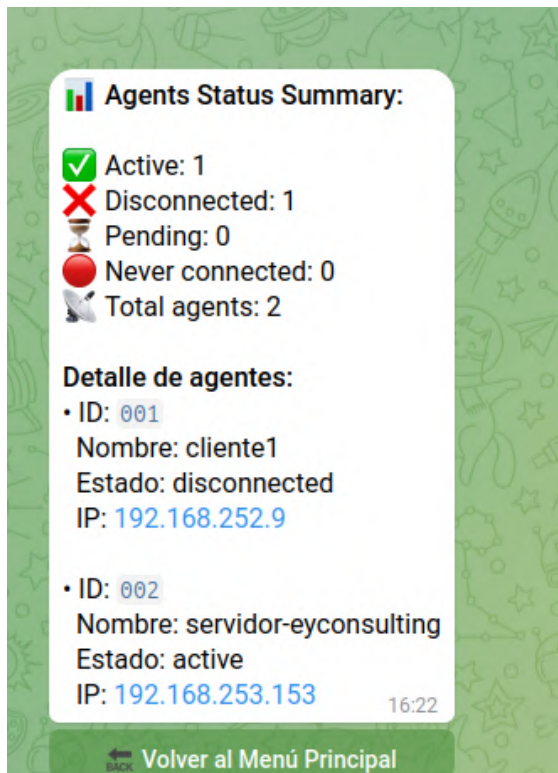 📊 Agents Status Summary:
✅ Active: 1
❌ Disconnected: 1
⏳ Pending: 0
🔴 Never connected: 0
📡 Total agents: 2
Detalle de agentes:
• ID: 001
Nombre: cliente1
Estado: disconnected
IP: 192.168.252.9
• ID: 002
Nombre: servidor-eyconsulting
Estado: active
IP: 192.168.253.153
16:22
🔙 Volver al Menú Principal